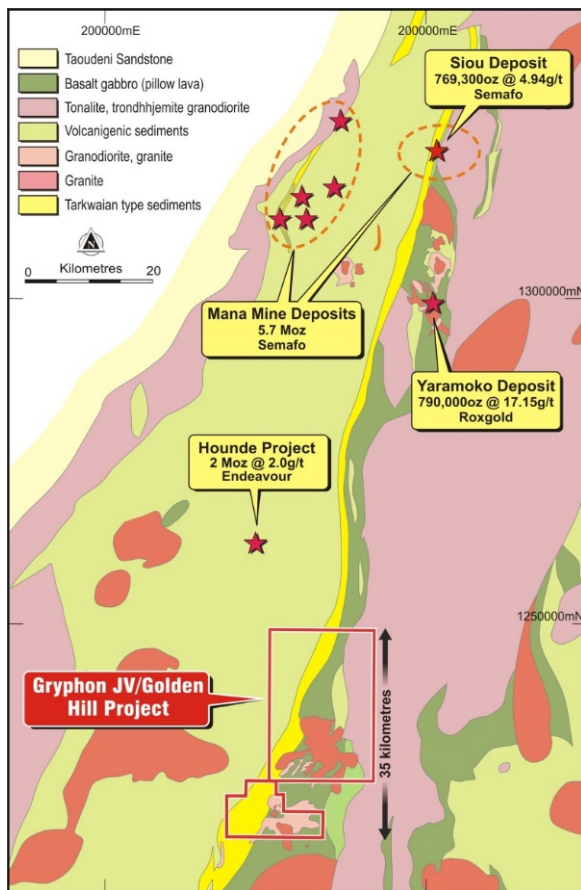 200000mE
200000mE
Taoudeni Sandstone
Basalt gabbro (pillow lava)
Tonalite, trondhhjemite granodiorite
Volcanigenic sediments
Granodiorite, granite
Granite
Tarkwaian type sediments
N
Kilometres
0 20
Siou Deposit
769,300oz @ 4.94g/t
Semafo
1300000mN
Mana Mine Deposits
5.7 Moz
Semafo
Yaramoko Deposit
790,000oz @ 17.15g/t
Roxgold
Hounde Project
2 Moz @ 2.0g/t
Endeavour
1250000mN
Gryphon JV/Golden
Hill Project
35 kilometres